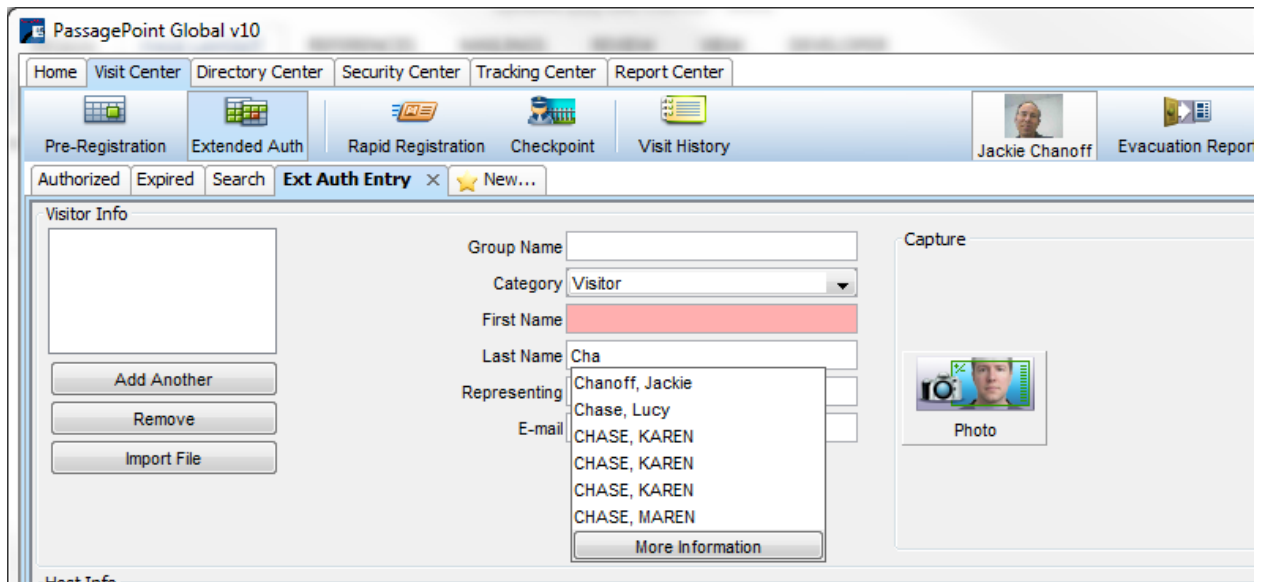 PassagePoint Global v10
Home Visit Center Directory Center Security Center Tracking Center Report Center
Pre-Registration Extended Auth Rapid Registration Checkpoint Visit History Jackie Chanoff Evacuation Repor
Authorized Expired Search Ext Auth Entry New...
Visitor Info
Capture
Group Name
Category Visitor
First Name
Last Name Cha
Add Another
Chanoff, Jackie
Representing
Chase, Lucy
Remove
E-mail
CHASE, KAREN
Photo
Import File
CHASE, KAREN
CHASE, KAREN
CHASE, MAREN
More Information
Host Info